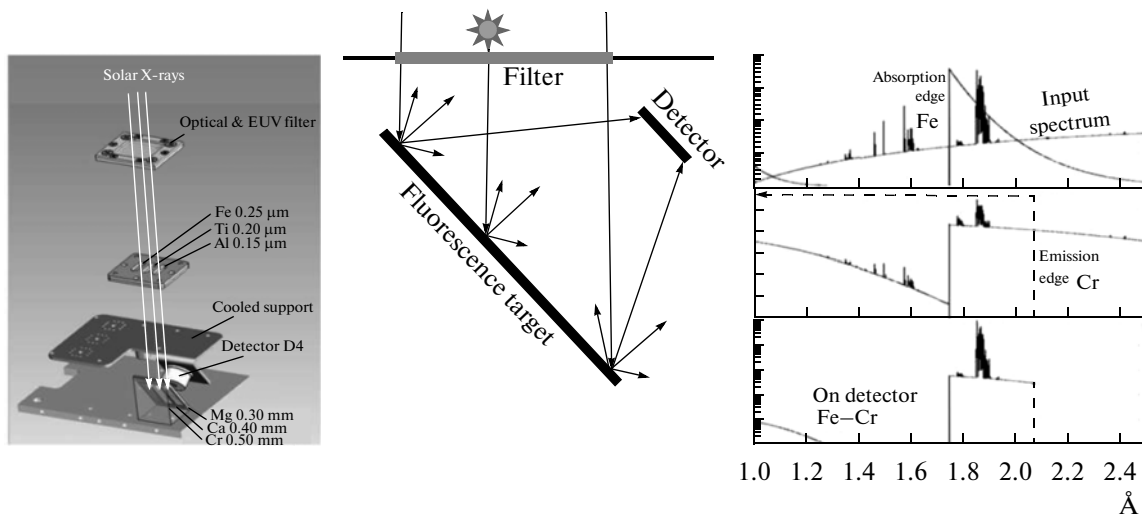 Solar X-rays
Optical & EUV filter
Fe 0.25 µm
Ti 0.20 µm
Al 0.15 µm
Cooled support
Detector D4
Mg 0.30 mm
Ca 0.40 mm
Cr 0.50 mm
Filter
Detector
Fluorescence target
Absorption
edge
Fe
Input
spectrum
Emission
edge Cr
On detector
Fe–Cr
1.0 1.2 1.4 1.6 1.8 2.0 2.2 2.4
Å